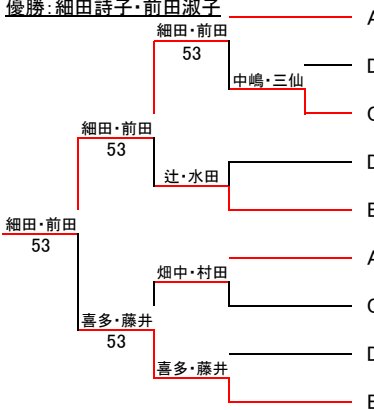 優勝:細田詩子・前田淑子
A
細田・前田
53
D
中嶋・三仙
C
細田・前田
53
D
辻・水田
B
細田・前田
53
A
畑中・村田
C
喜多・藤井
53
D
喜多・藤井